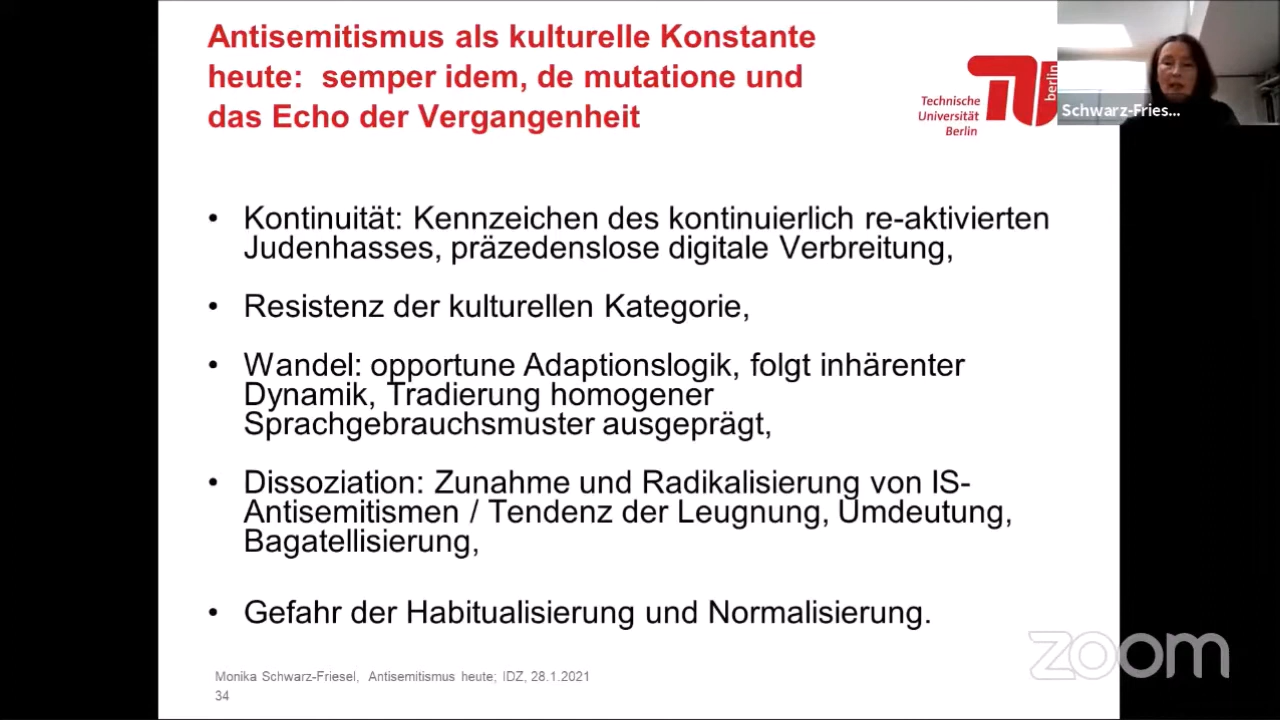 Antisemitismus als kulturelle Konstante
heute: semper idem, de mutatione und
das Echo der Vergangenheit
Technische
Universität
Berlin
berlin
Schwarz-Fries...
• Kontinuität: Kennzeichen des kontinuierlich re-aktivierten
Judenhasses, präzedenslose digitale Verbreitung,
• Resistenz der kulturellen Kategorie,
• Wandel: opportune Adaptionslogik, folgt inhärenter
Dynamik, Tradierung homogener
Sprachgebrauchsmuster ausgeprägt,
• Dissoziation: Zunahme und Radikalisierung von IS-
Antisemitismen / Tendenz der Leugnung, Umdeutung,
Bagatellisierung,
• Gefahr der Habitualisierung und Normalisierung.
Monika Schwarz-Friesel, Antisemitismus heute; IDZ, 28.1.2021
34
zoom